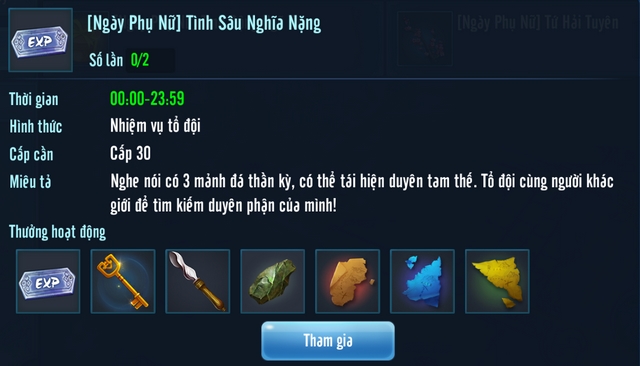 [Ngày Phụ Nữ] Tình Sâu Nghĩa Nặng
[Ngày Phụ Nữ] Tứ Hải Tuyên
EXP
Số lần 0/2
Thời gian 00:00-23:59
Hình thức Nhiệm vụ tổ đội
Cấp cần Cấp 30
Miêu tả Nghe nói có 3 mảnh đá thần kỳ, có thể tái hiện duyên tam thế. Tổ đội cùng người khác
giới để tìm kiếm duyên phận của mình!
Thưởng hoạt động
EXP
Tham gia